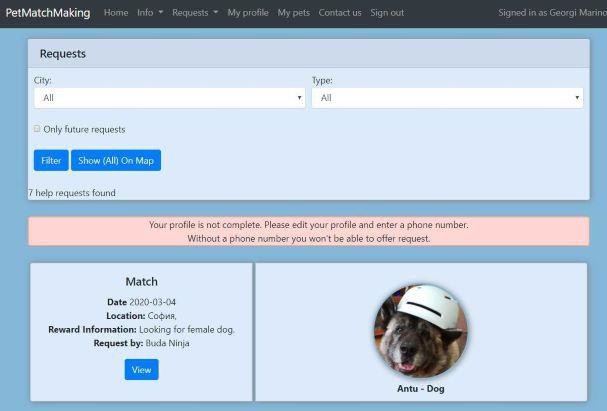 PetMatchMaking Home Info Requests My profile My pets Contact us Sign out Signed in as Georgi Marino
Requests
City: Type:
All All
Only future requests
Filter Show (All) On Map
7 help requests found
Your profile is not complete. Please edit your profile and enter a phone number.
Without a phone number you won't be able to offer request.
Match
Date 2020-03-04
Location: София,
Reward Information: Looking for female dog.
Request by: Buda Ninja
View
Antu - Dog